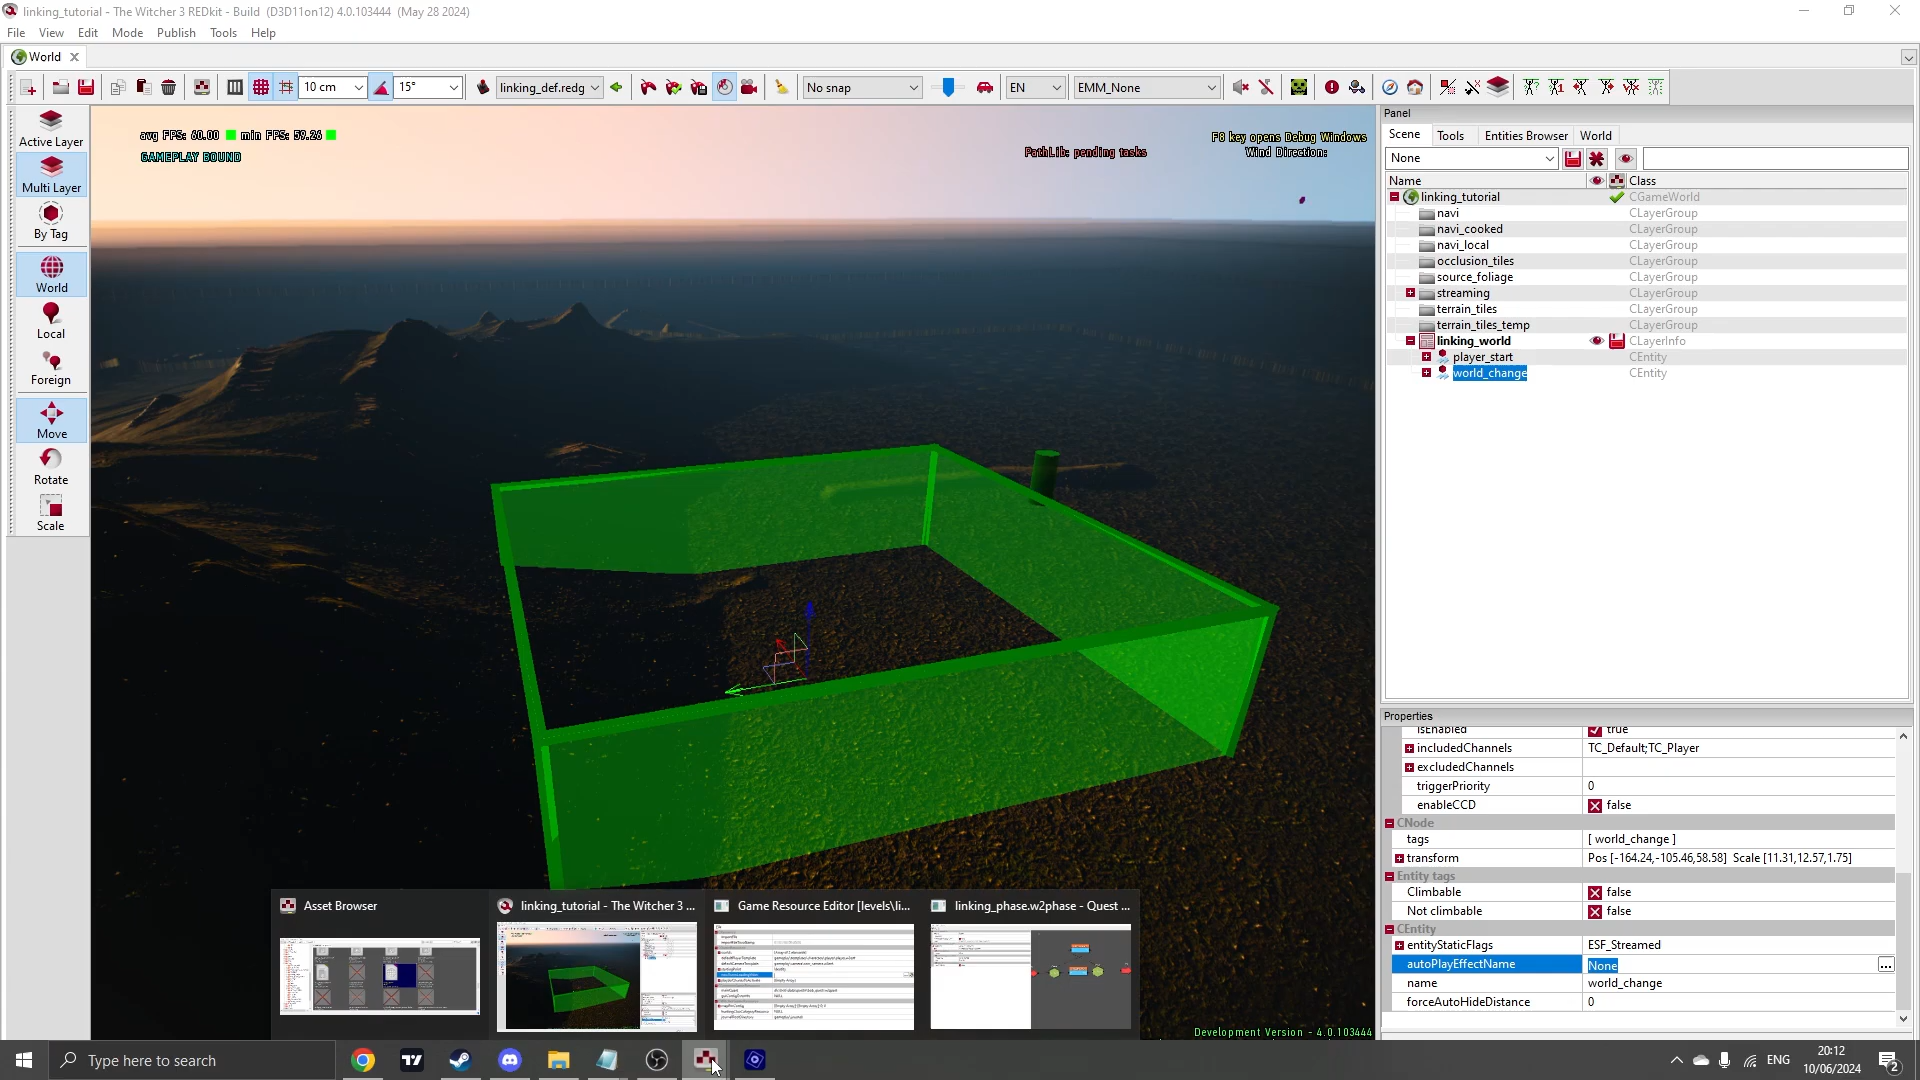 linking_tutorial - The Witcher 3 REDkit - Build (D3D11on12) 4.0.103444 (May 28 2024)
File View Edit Mode Publish Tools Help
World
10 cm 15° linking_def.redg No snap EN EMM_None
Active Layer
Multi Layer
By Tag
World
Local
Foreign
Move
Rotate
Scale
avg FPS: 60.00 min FPS: 59.26
GAMEPLAY BOUND
PathLib: pending tasks
F8 key opens Debug Windows
Wind Direction:
Development Version - 4.0.103444
Panel
Scene Tools Entities Browser World
None
Name Class
linking_tutorial CGameWorld
navi CLayerGroup
navi_cooked CLayerGroup
navi_local CLayerGroup
occlusion_tiles CLayerGroup
source_foliage CLayerGroup
streaming CLayerGroup
terrain_tiles CLayerGroup
terrain_tiles_temp CLayerGroup
linking_world CLayerInfo
player_start CEntity
world_change CEntity
Properties
isEnabled true
includedChannels TC_Default;TC_Player
excludedChannels
triggerPriority 0
enableCCD false
CNode
tags [ world_change ]
transform Pos [-164.24,-105.46,58.58] Scale [11.31,12.57,1.75]
Entity tags
Climbable false
Not climbable false
CEntity
entityStaticFlags ESF_Streamed
autoPlayEffectName None ...
name world_change
forceAutoHideDistance 0
Asset Browser
linking_tutorial - The Witcher 3 ...
Game Resource Editor [levels\li...
linking_phase.w2phase - Quest ...
Type here to search
ENG
20:12
10/06/2024
2